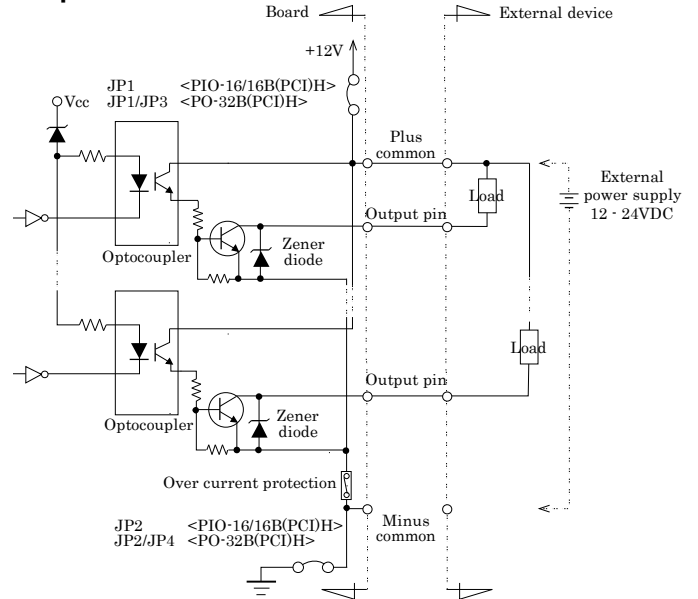 Board
External device
+12V
JP1 <PIO-16/16B(PCI)H>
JP1/JP3 <PO-32B(PCI)H>
Vcc
Plus
common
External
power supply
12 - 24VDC
Load
Output pin
Zener
diode
Optocoupler
Load
Output pin
Zener
diode
Optocoupler
Over current protection
Minus
common
JP2 <PIO-16/16B(PCI)H>
JP2/JP4 <PO-32B(PCI)H>